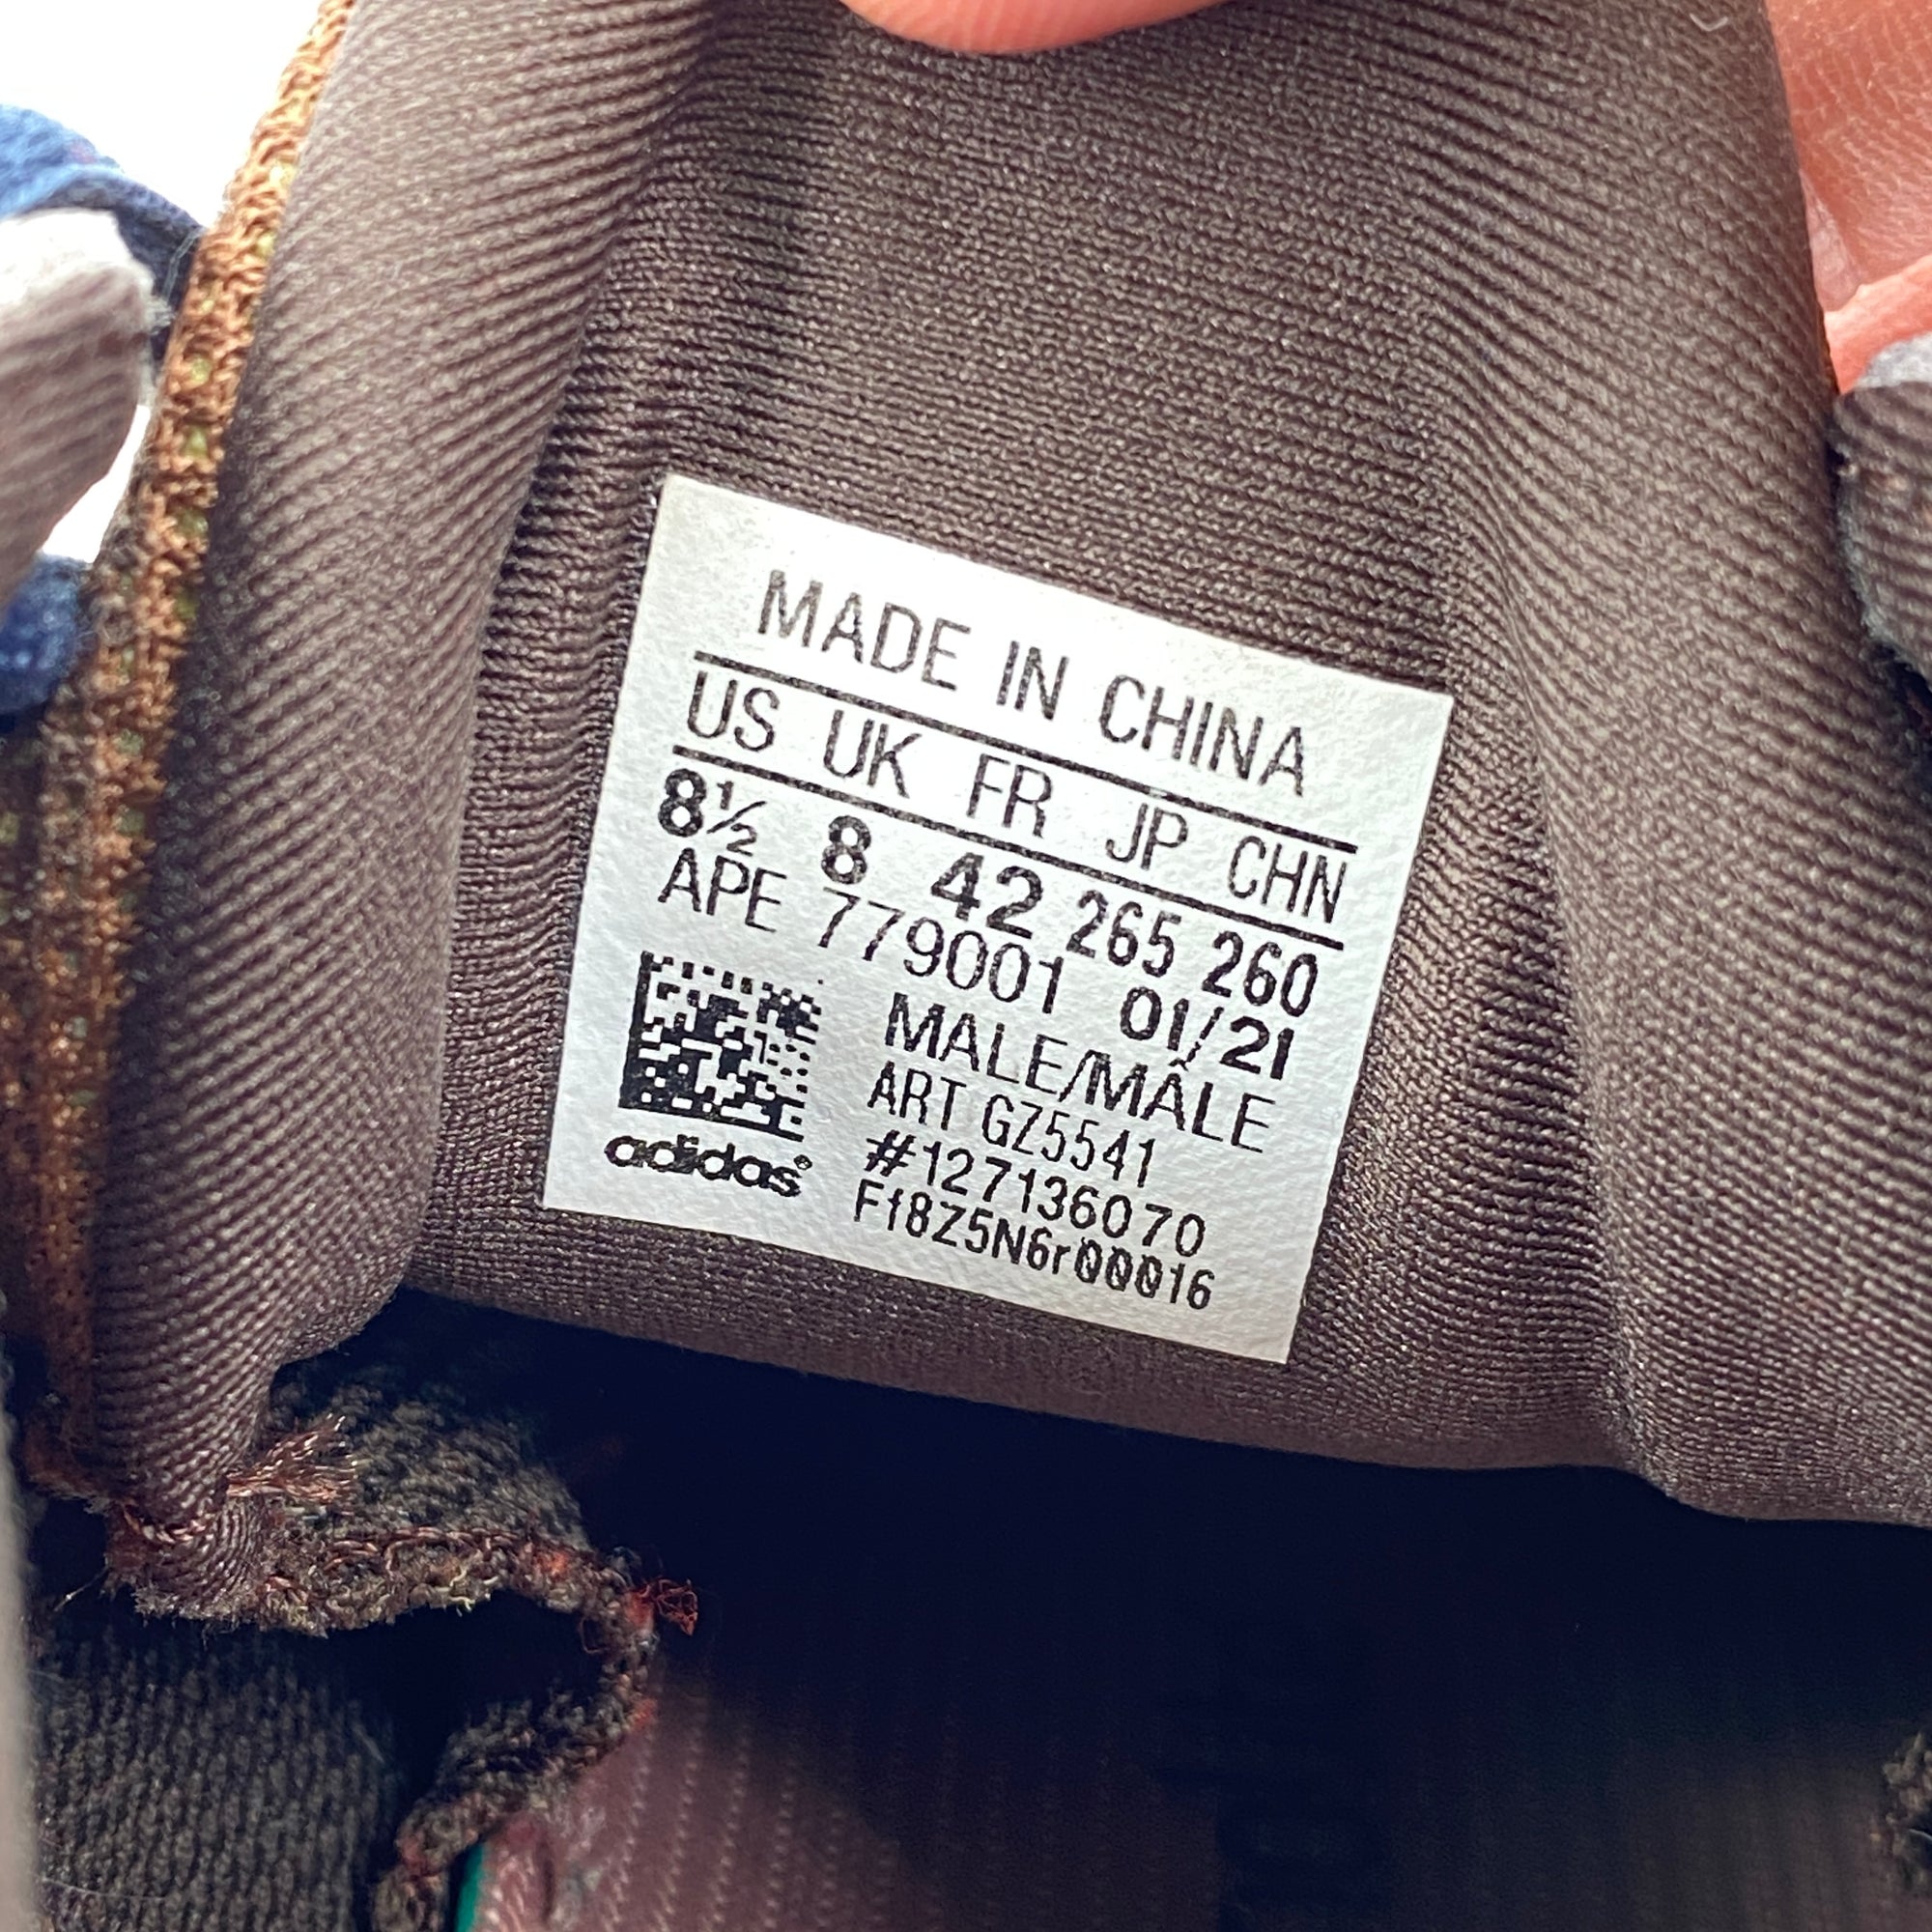 MADE IN CHINA
US UK FR JP CHN
8½ 8 42 265 260
APE 779001 01/21
MALE/MÂLE
ART GZ5541
#127136070
Ff8Z5N6r00016
adidas®